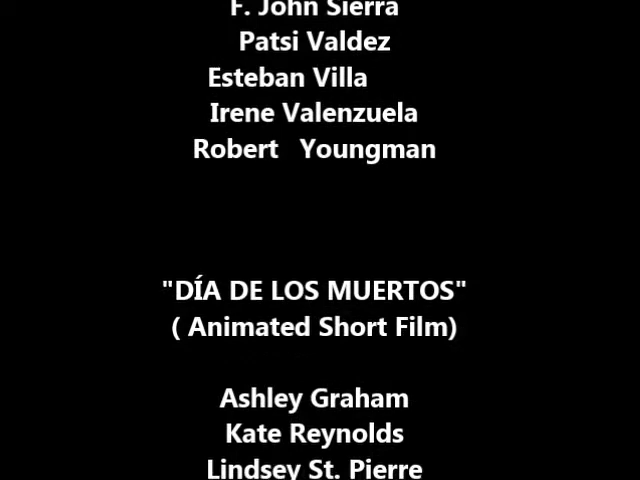 F. John Sierra
Patsi Valdez
Esteban Villa
Irene Valenzuela
Robert Youngman
"DÍA DE LOS MUERTOS"
( Animated Short Film)
Ashley Graham
Kate Reynolds
Lindsey St. Pierre